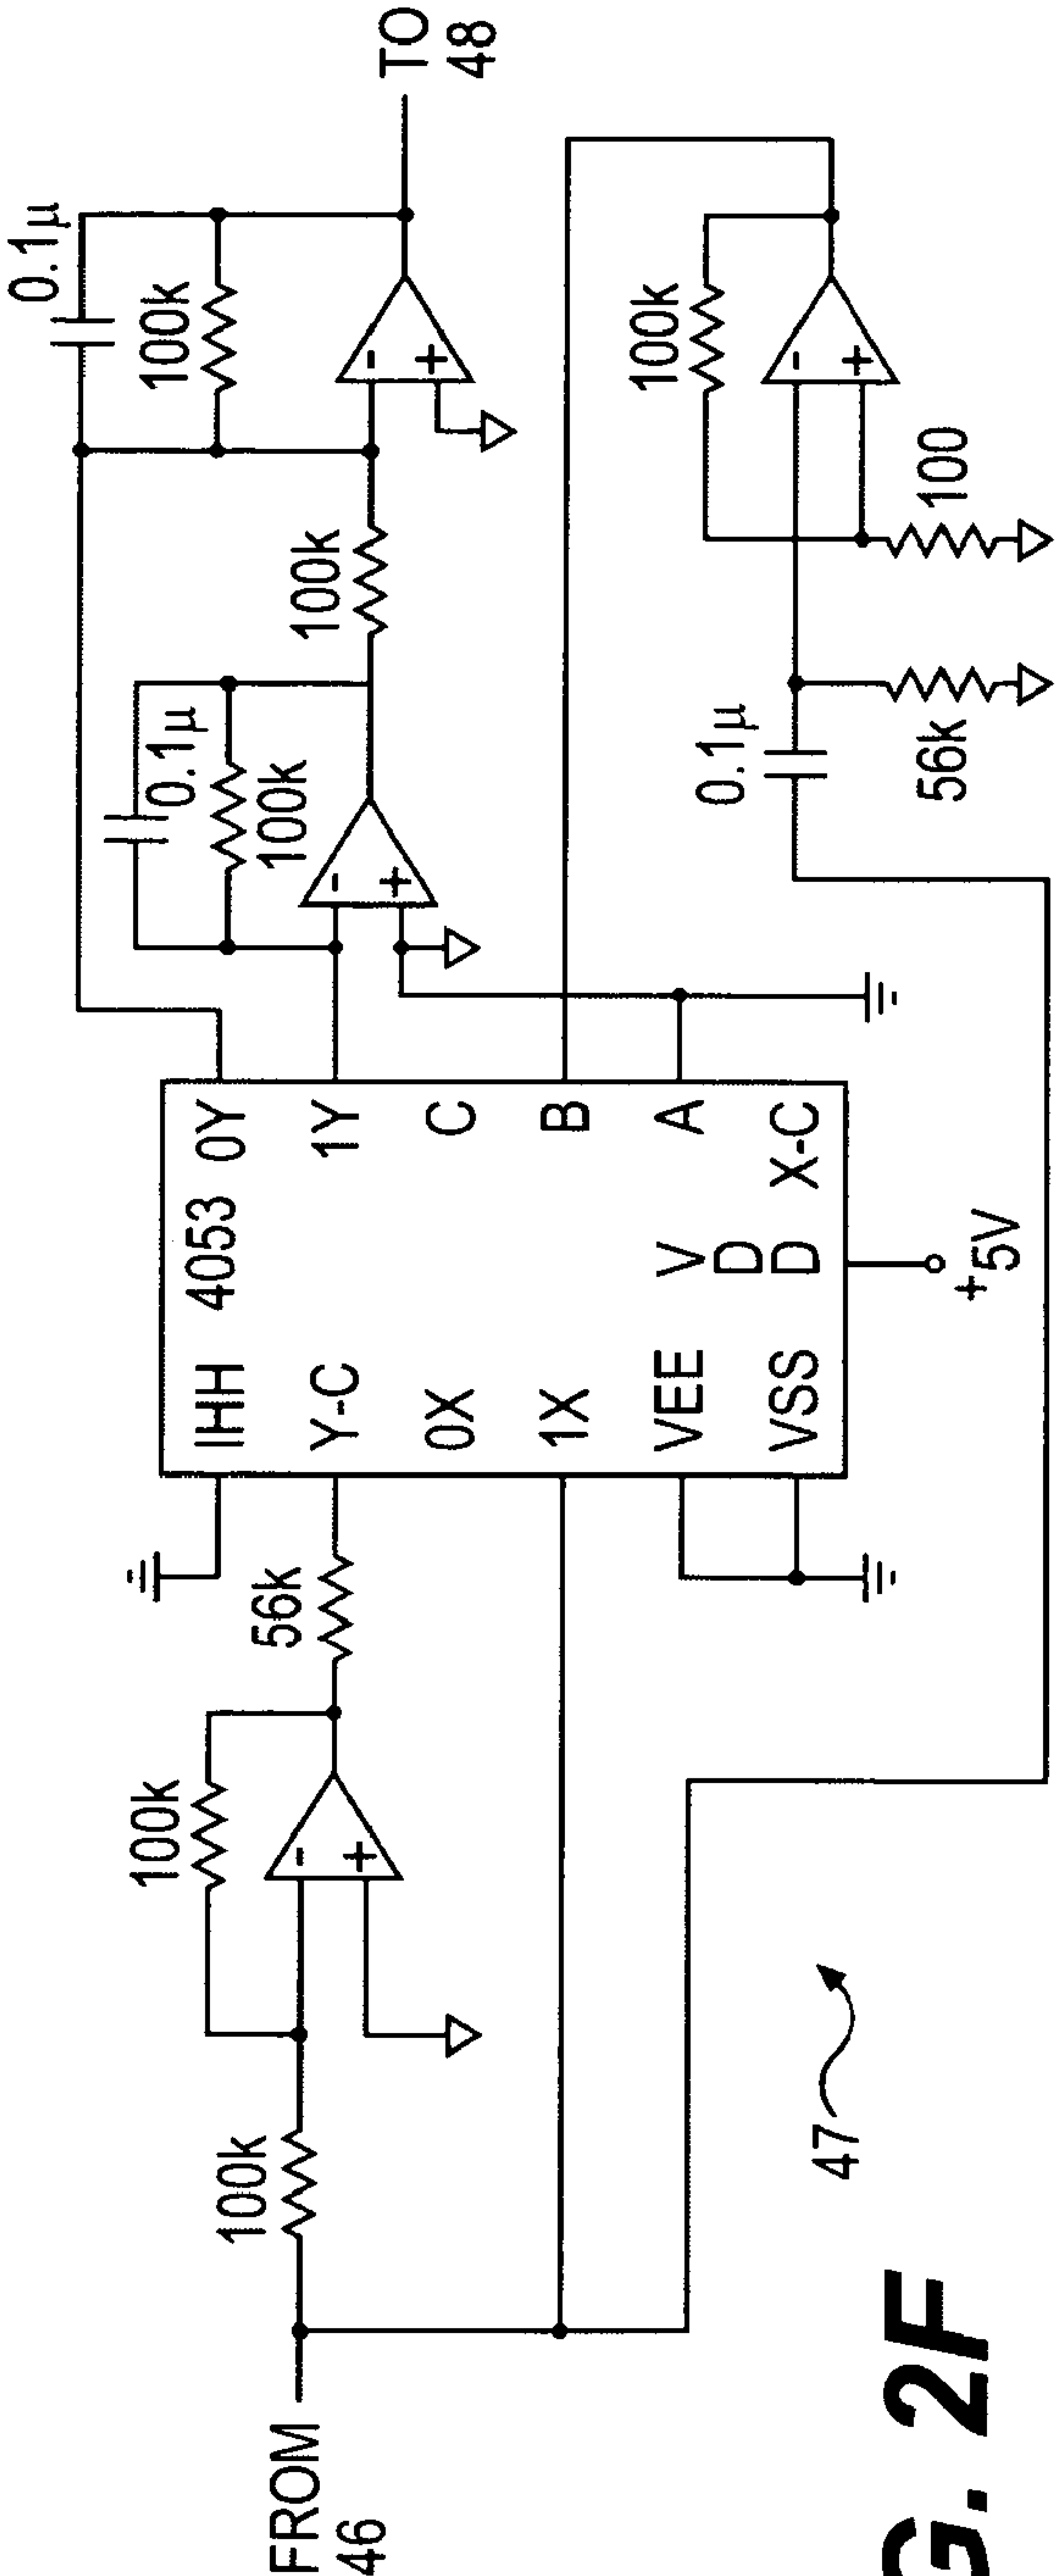 FROM
46
100k
100k
56k
IHH
4053
0Y
Y-C
1Y
0X
C
1X
B
VEE
V
D
D
A
VSS
X-C
+
5V
-
+
0.1µ
100k
-
+
100k
0.1µ
100k
-
+
TO
48
0.1µ
56k
100
100k
-
+
47
G. 2F